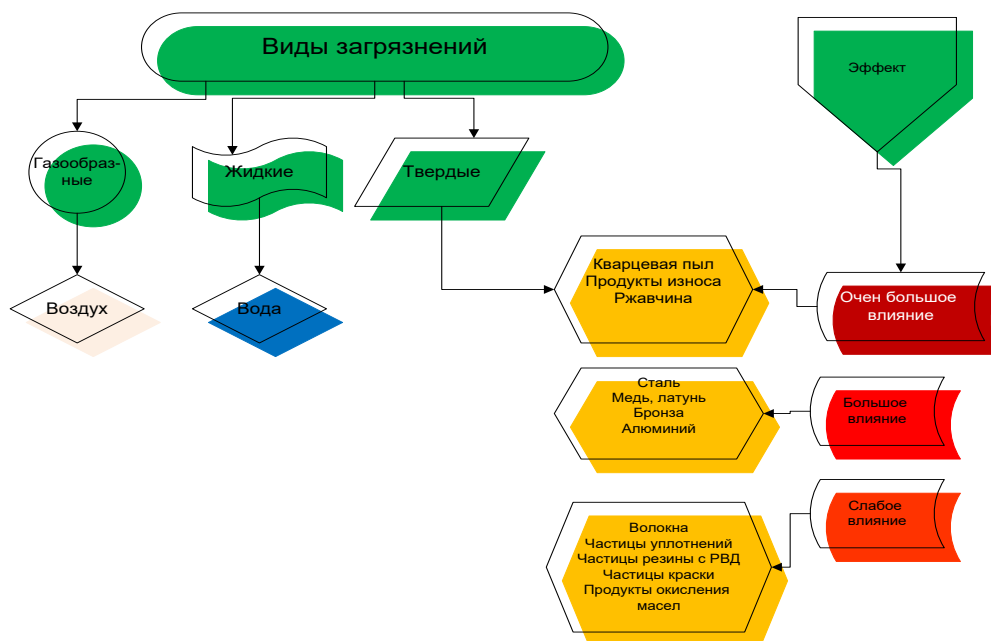 Виды загрязнений
Эффект
Газообраз-
ные
Жидкие
Твердые
Воздух
Вода
Кварцевая пыл
Продукты износа
Ржавчина
Очен большое
влияние
Сталь
Медь, латунь
Бронза
Алюминий
Большое
влияние
Волокна
Частицы уплотнений
Частицы резины с РВД
Частицы краски
Продукты окисления
масел
Слабое
влияние